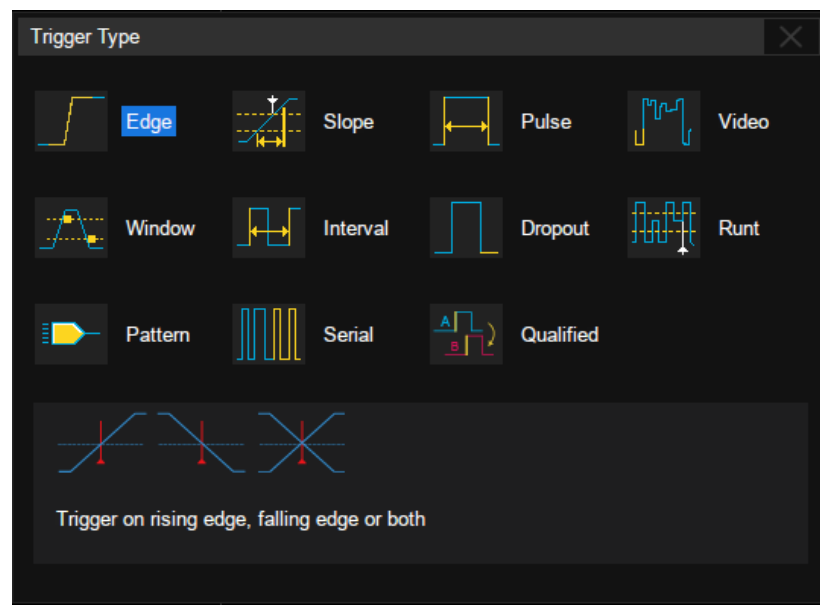 Trigger Type
Edge Slope Pulse Video
Window Interval Dropout Runt
Pattern Serial A B Qualified
Trigger on rising edge, falling edge or both